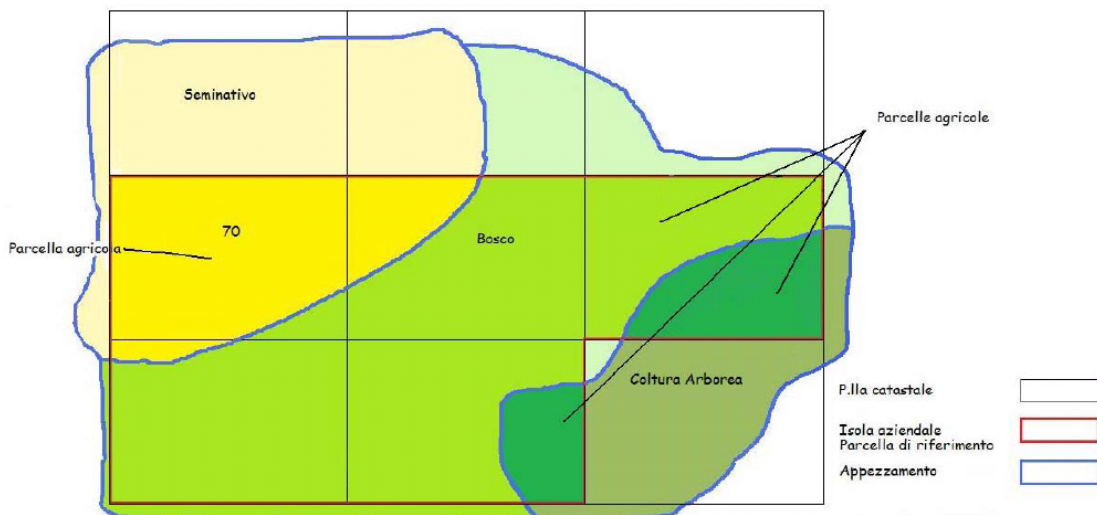 Seminativo
Parcelle agricole
70
Bosco
Parcella agricola
Coltura Arborea
P.lla catastale
Isola aziendale
Parcella di riferimento
Appezzamento